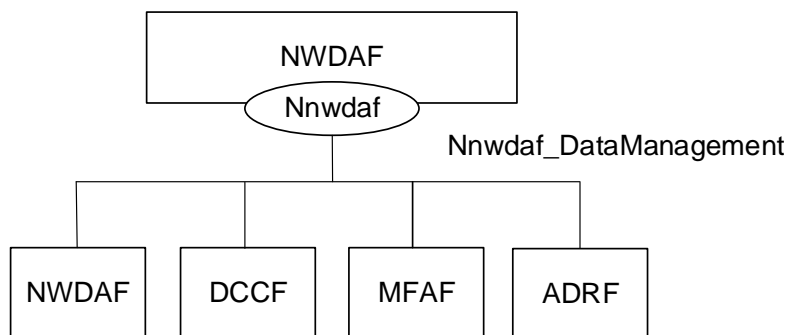 NWDAF
Nnwdaf
Nnwdaf_DataManagement
NWDAF DCCF MFAF ADRF